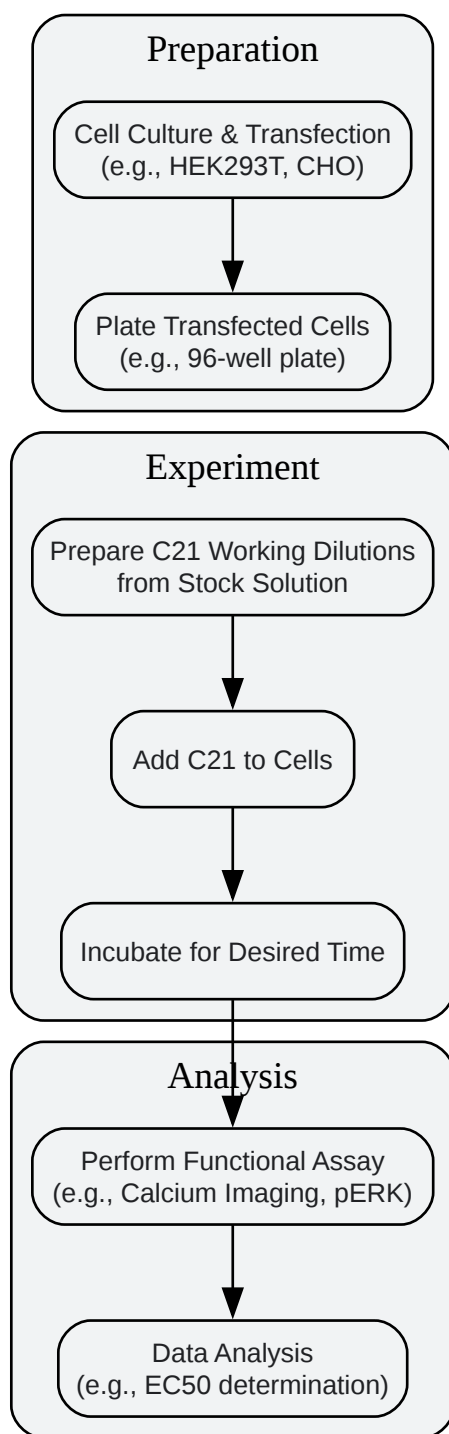 Preparation
Cell Culture & Transfection
(e.g., HEK293T, CHO)
Plate Transfected Cells
(e.g., 96-well plate)
Experiment
Prepare C21 Working Dilutions
from Stock Solution
Add C21 to Cells
Incubate for Desired Time
Analysis
Perform Functional Assay
(e.g., Calcium Imaging, pERK)
Data Analysis
(e.g., EC50 determination)